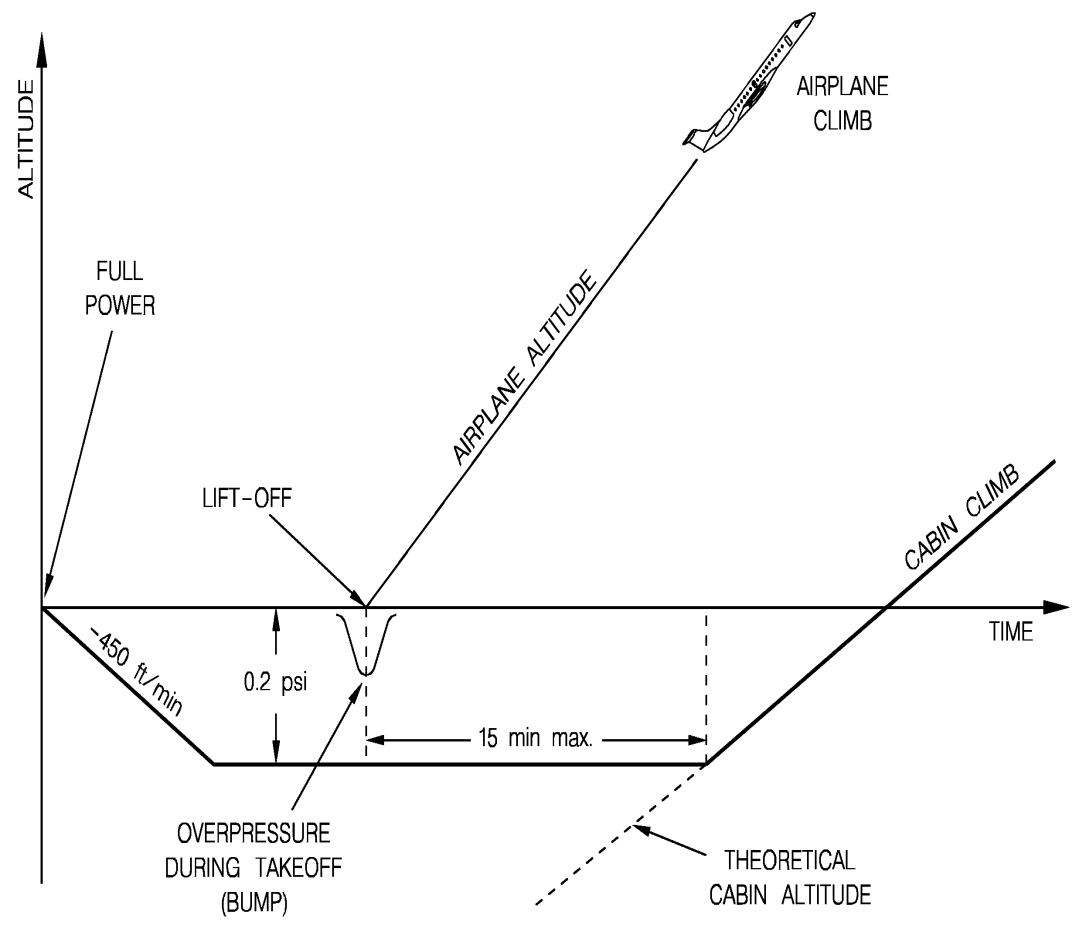 ALTITUDE
AIRPLANE
CLIMB
FULL
POWER
AIRPLANE ALTITUDE
LIFT-OFF
CABIN CLIMB
TIME
-450 ft/min
0.2 psi
15 min max.
OVERPRESSURE
DURING TAKEOFF
(BUMP)
THEORETICAL
CABIN ALTITUDE